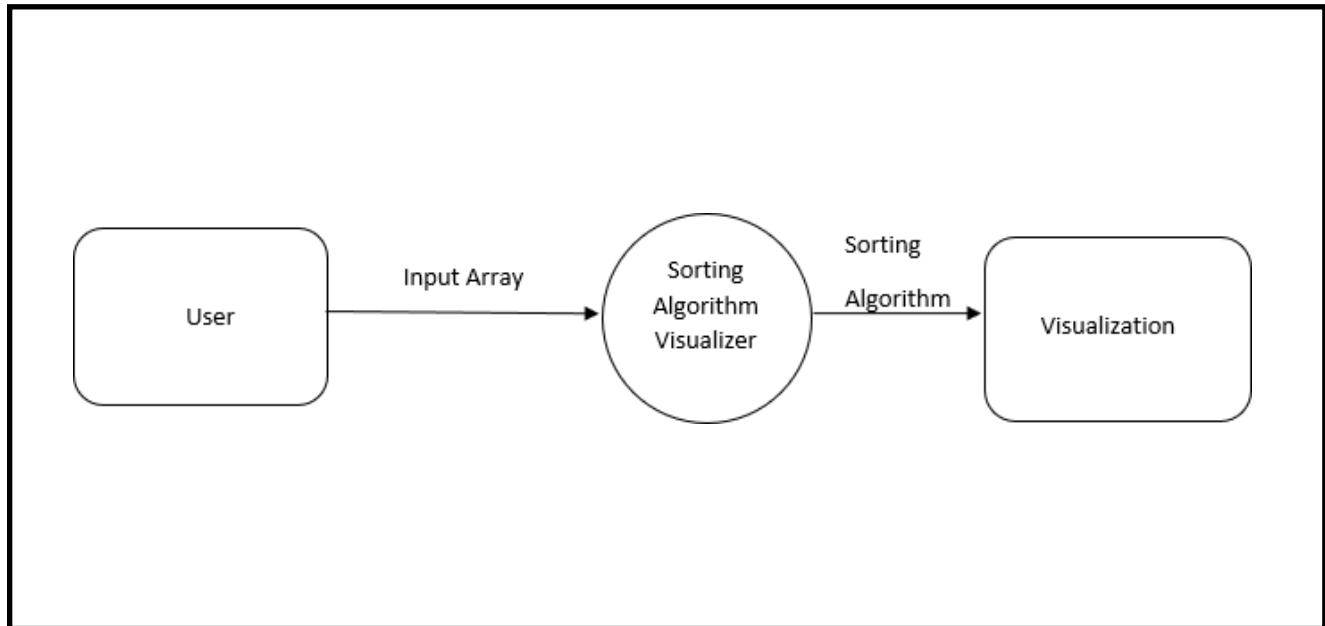 User
Input Array
Sorting
Algorithm
Visualizer
Sorting
Algorithm
Visualization